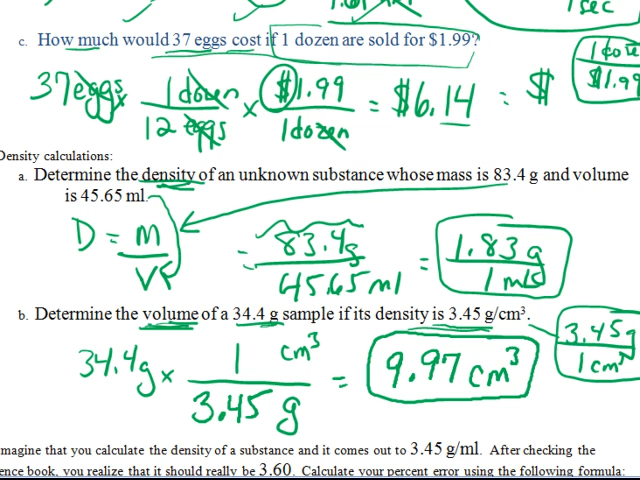 1 sec
c. How much would 37 eggs cost if 1 dozen are sold for $1.99?
37 eggs x 1 dozen / 12 eggs x $1.99 / 1 dozen = $6.14 = $
$1.99
Density calculations:
a. Determine the density of an unknown substance whose mass is 83.4 g and volume
is 45.65 ml.
D = m / V = 83.4g / 45.65 ml = 1.83 g / 1 ml
b. Determine the volume of a 34.4 g sample if its density is 3.45 g/cm³.
3.45g / 1 cm³
34.4g x 1 cm³ / 3.45 g = 9.97 cm³
magine that you calculate the density of a substance and it comes out to 3.45 g/ml. After checking the
ence book, you realize that it should really be 3.60. Calculate your percent error using the following formula: